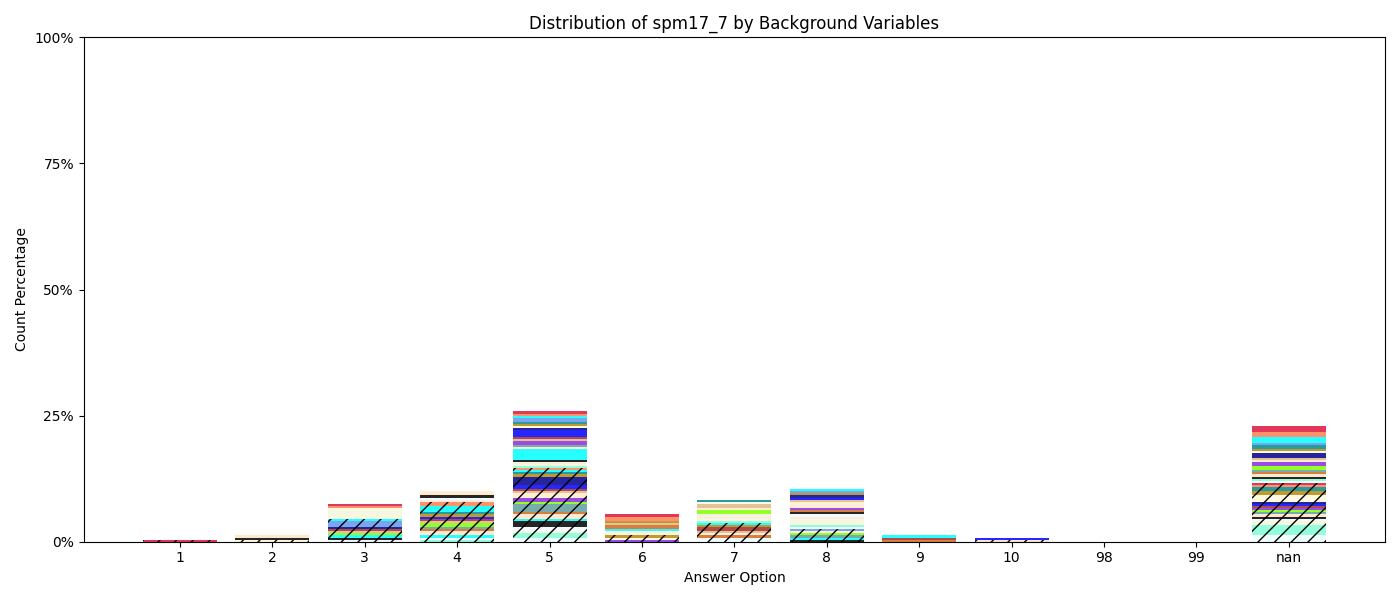 Distribution of spm17_7 by Background Variables
100%
75%
50%
25%
0%
Count Percentage
1 2 3 4 5 6 7 8 9 10 98 99 nan
Answer Option